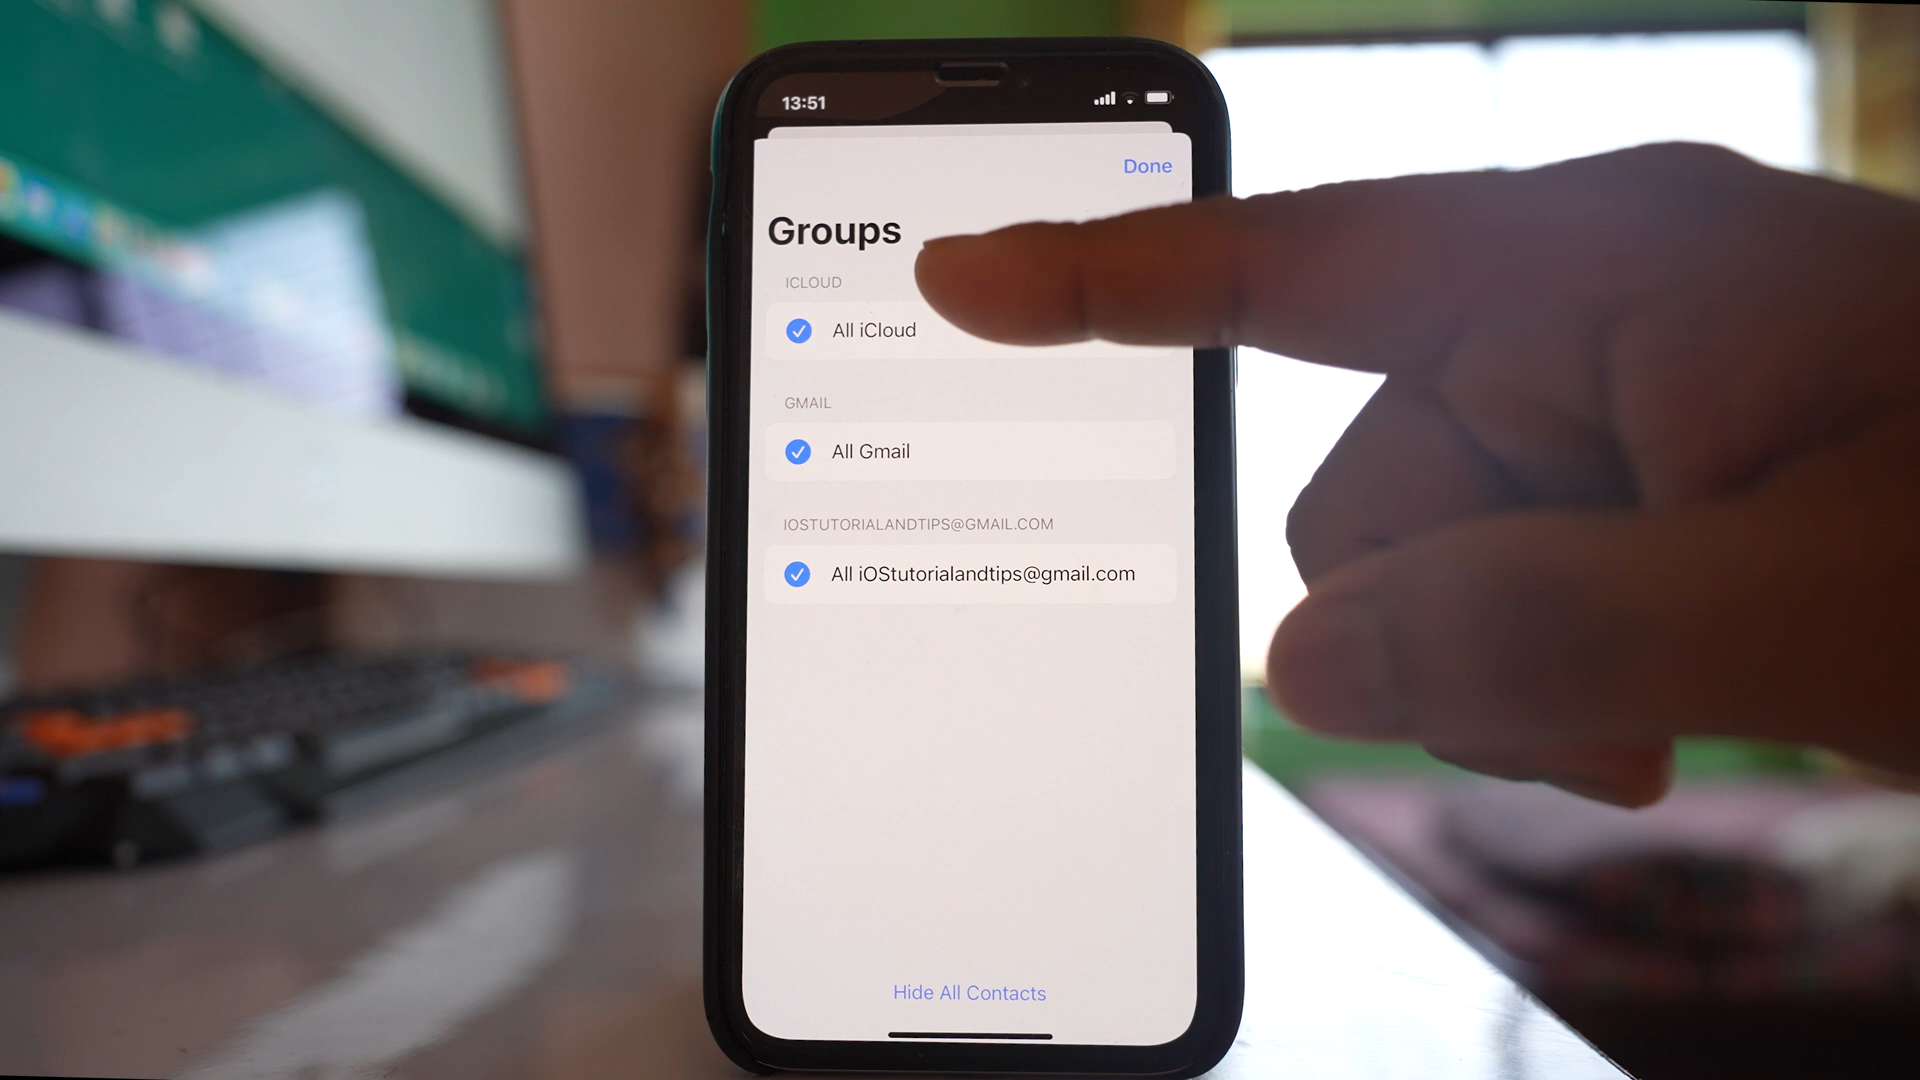 13:51
Done
Groups
ICLOUD
All iCloud
GMAIL
All Gmail
IOSTUTORIALANDTIPS@GMAIL.COM
All iOStutorialandtips@gmail.com
Hide All Contacts